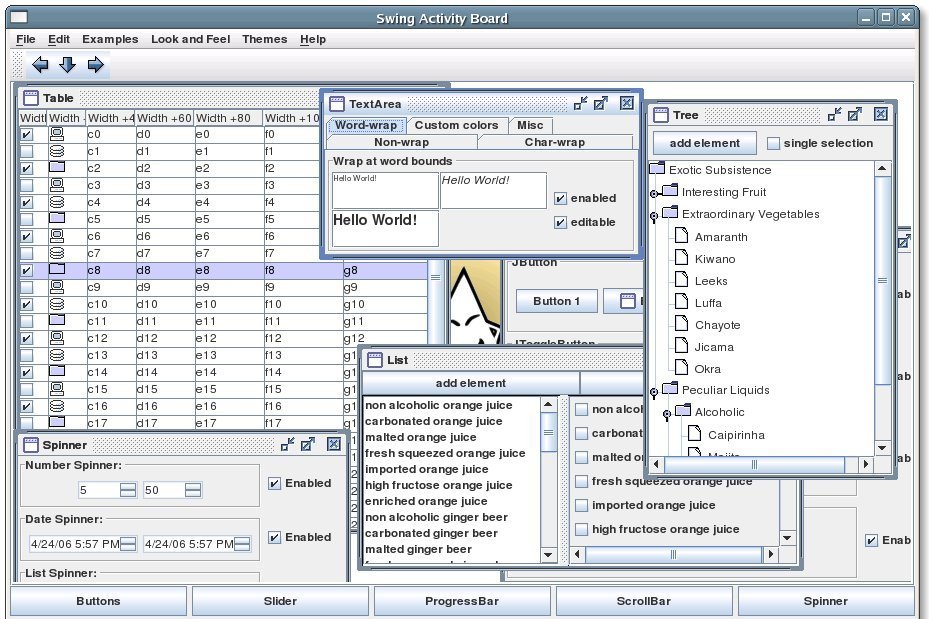 Swing Activity Board
File Edit Examples Look and Feel Themes Help
Table
Width Width + Width +4 Width +60 Width +80 Width +10
c0 d0 e0 f0
c1 d1 e1 f1
c2 d2 e2 f2
c3 d3 e3 f3
c4 d4 e4 f4
c5 d5 e5 f5
c6 d6 e6 f6
c7 d7 e7 f7
c8 d8 e8 f8 g8
c9 d9 e9 f9 g9
c10 d10 e10 f10 g10
c11 d11 e11 f11 g11
c12 d12 e12 f12 g12
c13 d13 e13 f13
c14 d14 e14 f14
c15 d15 e15 f15
c16 d16 e16 f16
c17 d17 e17 f17
TextArea
Word-wrap Custom colors Misc
Non-wrap Char-wrap
Wrap at word bounds
Hello World! Hello World!
Hello World!
enabled
editable
Tree
add element single selection
Exotic Subsistence
Interesting Fruit
Extraordinary Vegetables
Amaranth
Kiwano
Leeks
Luffa
Chayote
Jicama
Okra
Peculiar Liquids
Alcoholic
Caipirinha
JButton
Button 1
JToggleButton
List
add element
non alcoholic orange juice
carbonated orange juice
malted orange juice
fresh squeezed orange juice
imported orange juice
high fructose orange juice
enriched orange juice
non alcoholic ginger beer
carbonated ginger beer
malted ginger beer
non alcoh
carbonat
malted or
fresh squeezed orange juice
imported orange juice
high fructose orange juice
Spinner
Number Spinner:
5 50 Enabled
Date Spinner:
4/24/06 5:57 PM 4/24/06 5:57 PM Enabled
List Spinner:
Enab
Buttons Slider ProgressBar ScrollBar Spinner